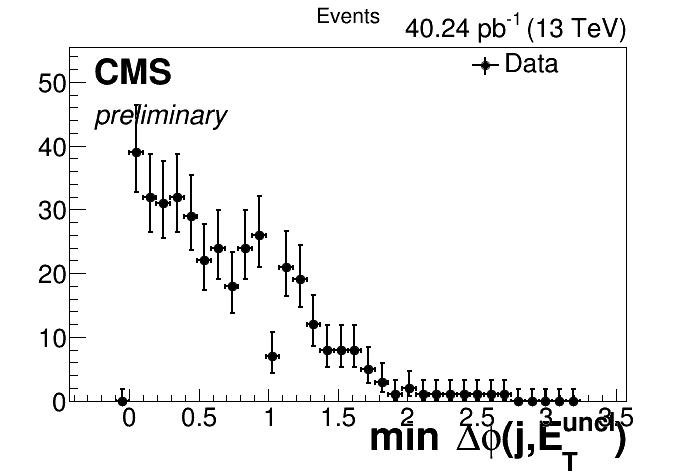 Events
40.24 pb-1 (13 TeV)
CMS
preliminary
Data
50
40
30
20
10
0
0 0.5 1 1.5 2 2.5 3 3.5
min Δϕ(j,E_T^uncl)